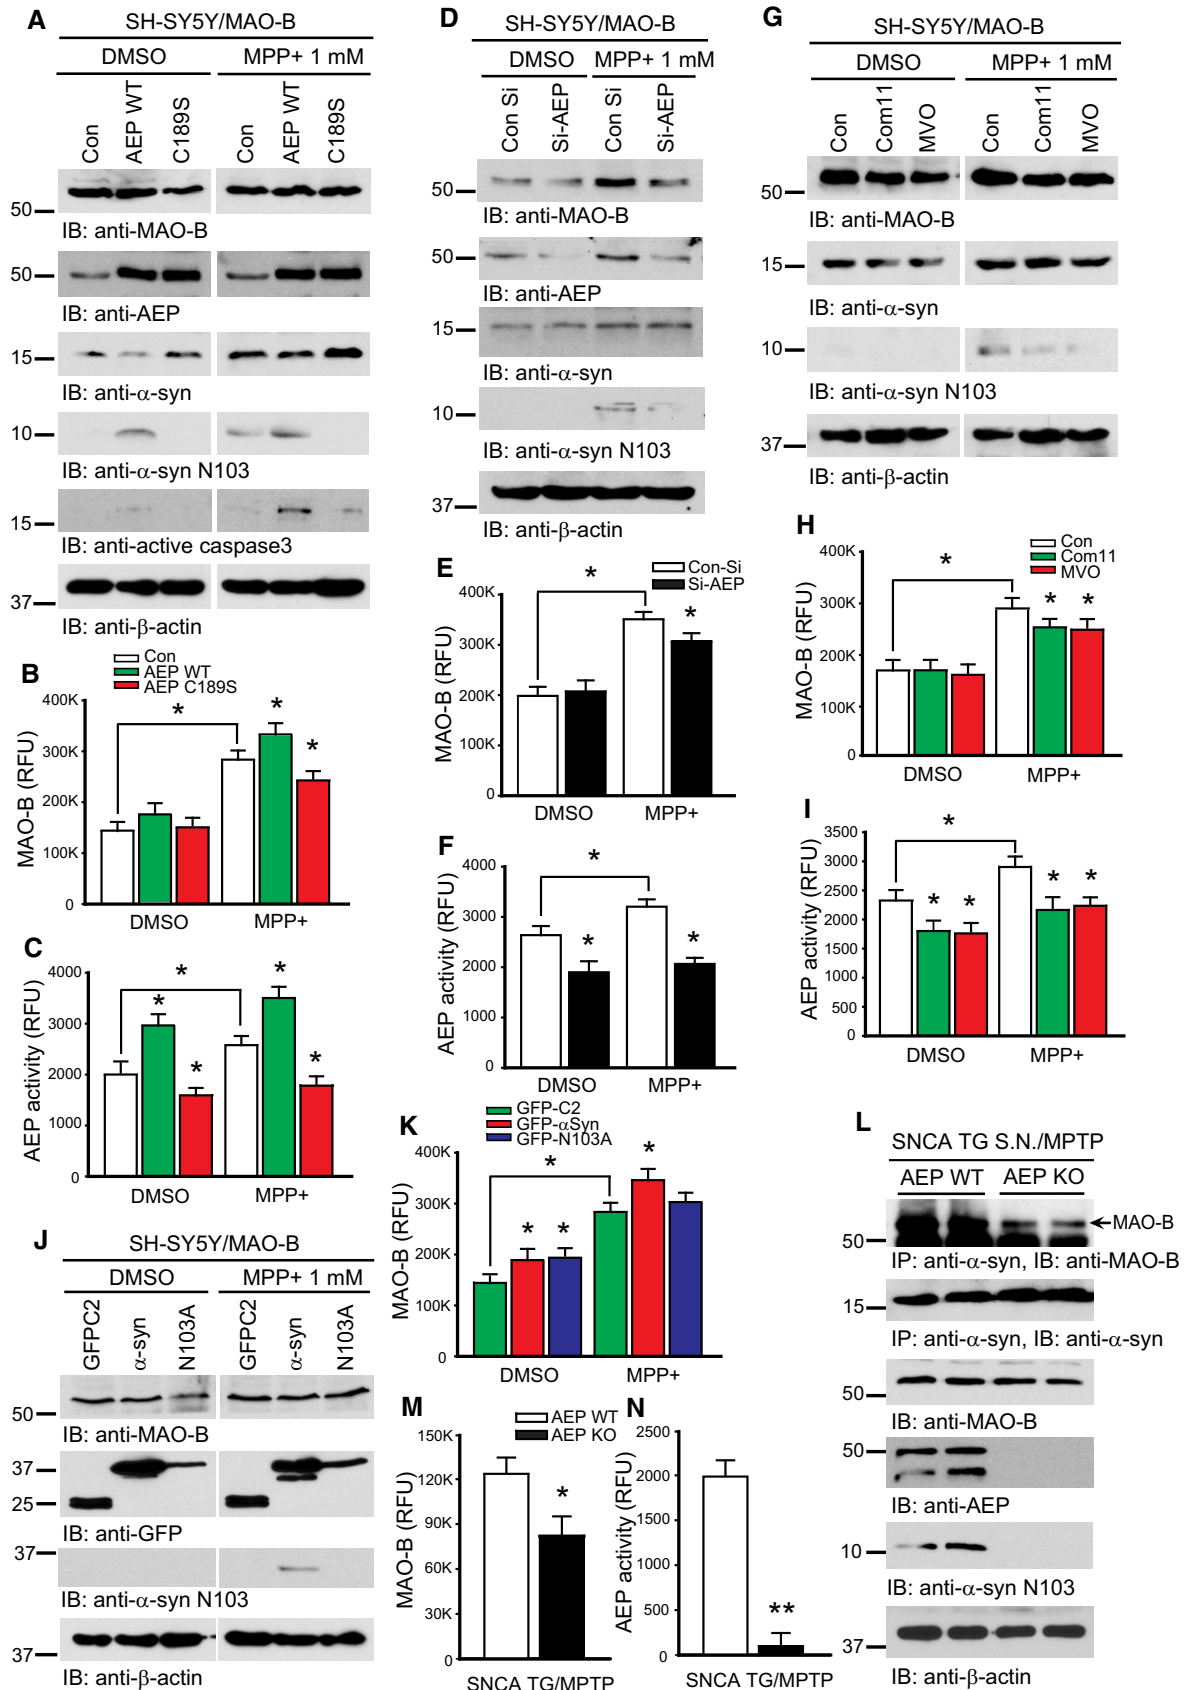 A
SH-SY5Y/MAO-B
DMSO
MPP+ 1 mM
Con
AEP WT
C189S
Con
AEP WT
C189S
50
IB: anti-MAO-B
50
IB: anti-AEP
15
IB: anti-α-syn
10
IB: anti-α-syn N103
15
IB: anti-active caspase3
37
IB: anti-β-actin
B
Con
AEP WT
AEP C189S
MAO-B (RFU)
400K
300K
200K
100K
0
*
*
*
DMSO
MPP+
C
AEP activity (RFU)
4000
3000
2000
1000
0
*
*
*
*
*
DMSO
MPP+
D
SH-SY5Y/MAO-B
DMSO
MPP+ 1 mM
Con Si
Si-AEP
Con Si
Si-AEP
50
IB: anti-MAO-B
50
IB: anti-AEP
15
IB: anti-α-syn
10
IB: anti-α-syn N103
37
IB: anti-β-actin
E
Con-Si
Si-AEP
MAO-B (RFU)
400K
300K
200K
100K
0
*
*
DMSO
MPP+
F
AEP activity (RFU)
4000
3000
2000
1000
0
*
*
*
DMSO
MPP+
G
SH-SY5Y/MAO-B
DMSO
MPP+ 1 mM
Con
Com11
MVO
Con
Com11
MVO
50
IB: anti-MAO-B
15
IB: anti-α-syn
10
IB: anti-α-syn N103
37
IB: anti-β-actin
H
Con
Com11
MVO
MAO-B (RFU)
400K
300K
200K
100K
0
*
*
*
DMSO
MPP+
I
AEP activity (RFU)
3500
3000
2500
2000
1500
1000
500
0
*
*
*
*
*
DMSO
MPP+
J
SH-SY5Y/MAO-B
DMSO
MPP+ 1 mM
GFPC2
α-syn
N103A
GFPC2
α-syn
N103A
50
IB: anti-MAO-B
37
25
IB: anti-GFP
37
IB: anti-α-syn N103
37
IB: anti-β-actin
K
GFP-C2
GFP-αSyn
GFP-N103A
MAO-B (RFU)
400K
300K
200K
100K
0
*
*
*
*
DMSO
MPP+
L
SNCA TG S.N./MPTP
AEP WT
AEP KO
MAO-B
50
IP: anti-α-syn, IB: anti-MAO-B
15
IP: anti-α-syn, IB: anti-α-syn
50
IB: anti-MAO-B
50
IB: anti-AEP
10
IB: anti-α-syn N103
37
IB: anti-β-actin
M
AEP WT
AEP KO
MAO-B (RFU)
150K
120K
90K
60K
30K
0
*
SNCA TG/MPTP
N
AEP activity (RFU)
2500
2000
1500
1000
500
0
**
SNCA TG/MPTP